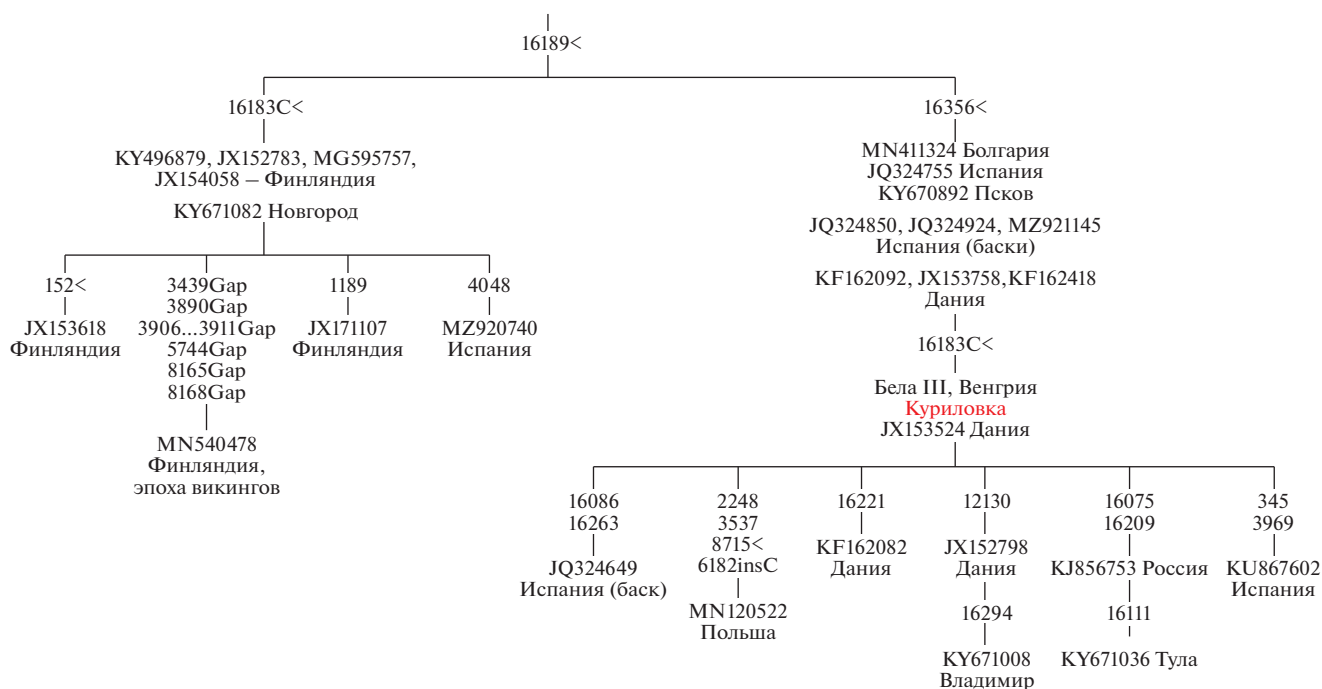 16189<
16183C<
KY496879, JX152783, MG595757,
JX154058 – Финляндия
KY671082 Новгород
152<
JX153618
Финляндия
3439Gap
3890Gap
3906...3911Gap
5744Gap
8165Gap
8168Gap
MN540478
Финляндия,
эпоха викингов
1189
JX171107
Финляндия
4048
MZ920740
Испания
16356<
MN411324 Болгария
JQ324755 Испания
KY670892 Псков
JQ324850, JQ324924, MZ921145
Испания (баски)
KF162092, JX153758,KF162418
Дания
16183C<
Бела III, Венгрия
Куриловка
JX153524 Дания
16086
16263
JQ324649
Испания (баск)
2248
3537
8715<
6182insC
MN120522
Польша
16221
KF162082
Дания
12130
JX152798
Дания
16294
KY671008
Владимир
16075
16209
KJ856753 Россия
16111
KY671036 Тула
345
3969
KU867602
Испания